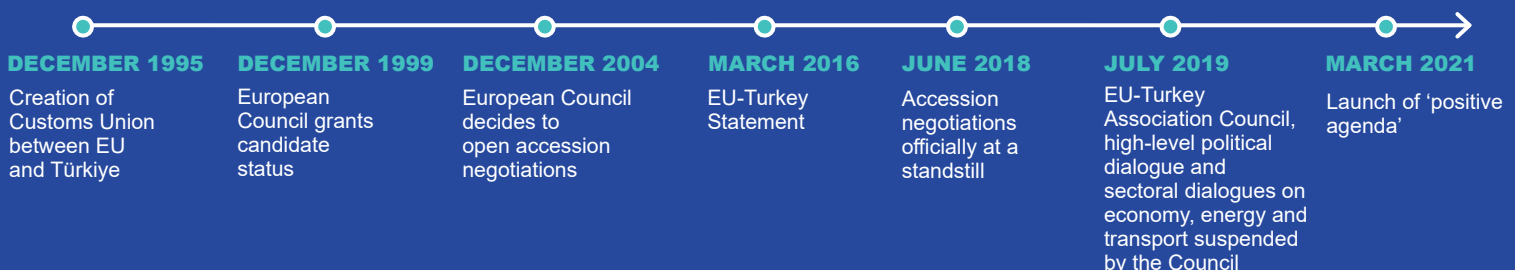 DECEMBER 1995
Creation of
Customs Union
between EU
and Türkiye
DECEMBER 1999
European
Council grants
candidate
status
DECEMBER 2004
European Council
decides to
open accession
negotiations
MARCH 2016
EU-Turkey
Statement
JUNE 2018
Accession
negotiations
officially at a
standstill
JULY 2019
EU-Turkey
Association Council,
high-level political
dialogue and
sectoral dialogues on
economy, energy and
transport suspended
by the Council
MARCH 2021
Launch of ‘positive
agenda’